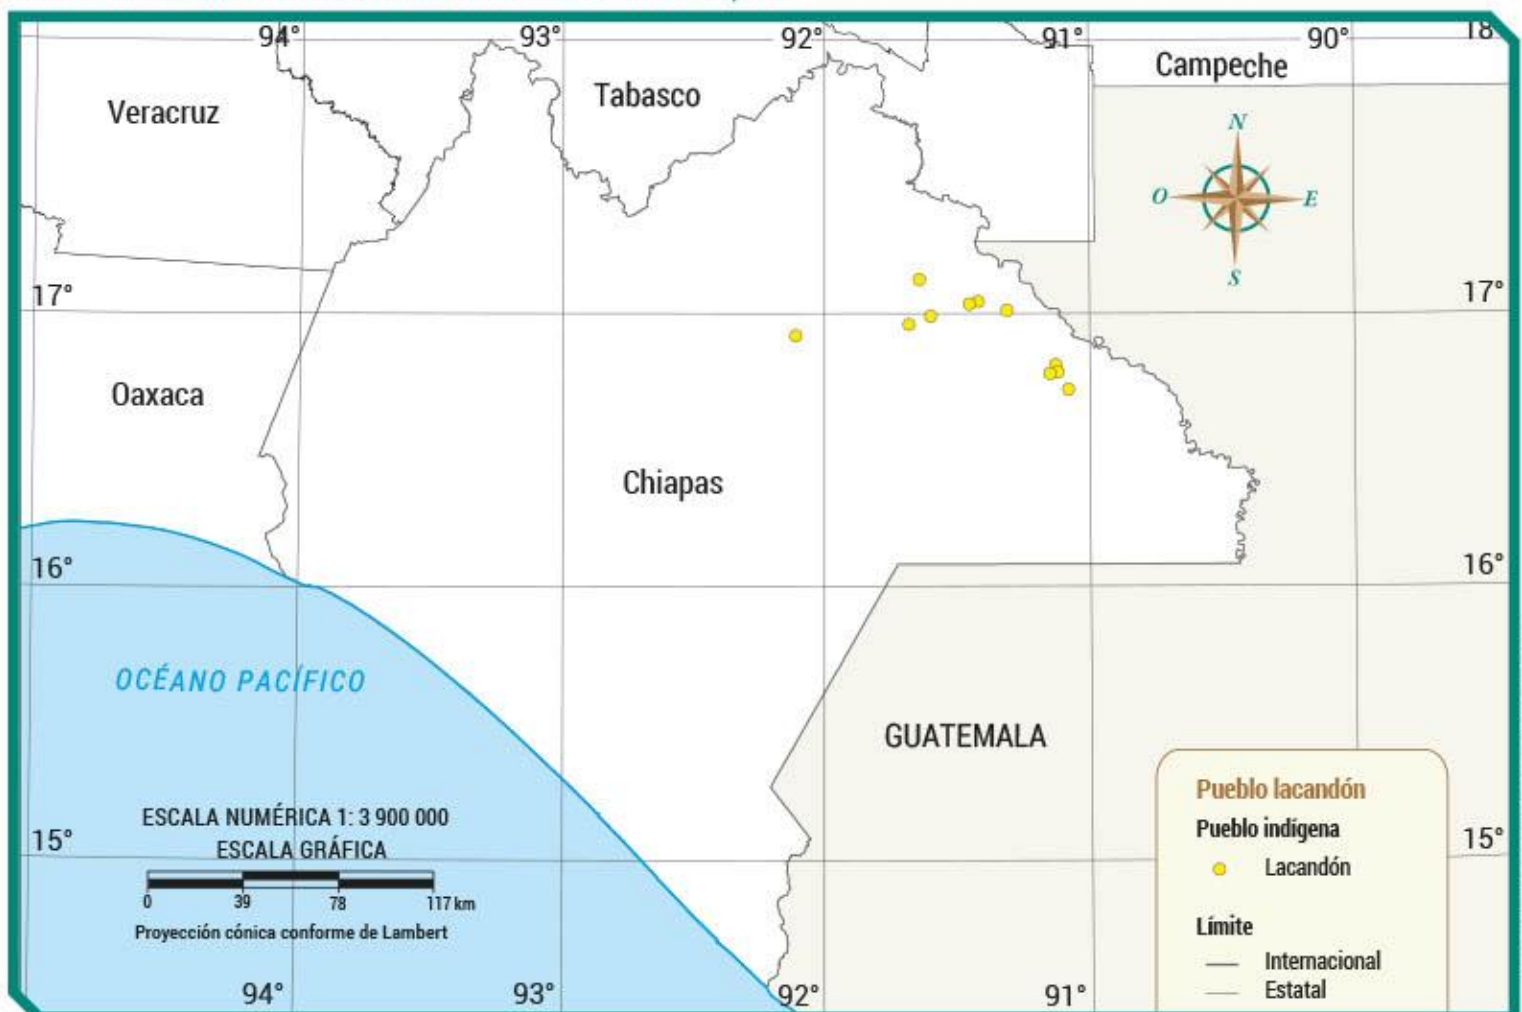 94°
93°
92°
91°
90°
18
Campeche
Tabasco
Veracruz
N
O
E
S
17°
17°
Oaxaca
Chiapas
16°
16°
OCÉANO PACÍFICO
GUATEMALA
Pueblo lacandón
Pueblo indígena
Lacandón
Límite
Internacional
Estatal
ESCALA NUMÉRICA 1: 3 900 000
ESCALA GRÁFICA
0 39 78 117 km
Proyección cónica conforme de Lambert
15°
15°
94°
93°
92°
91°